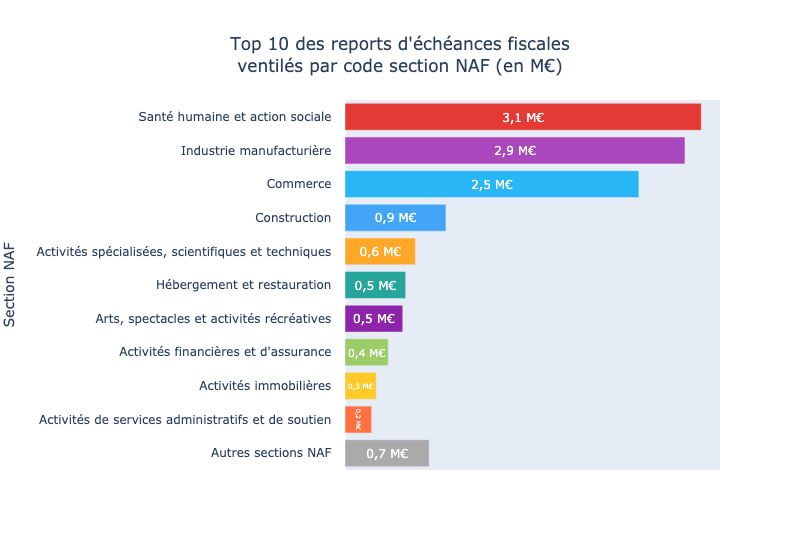 Top 10 des reports d'échéances fiscales
ventilés par code section NAF (en M€)
Section NAF
Santé humaine et action sociale 3,1 M€
Industrie manufacturière 2,9 M€
Commerce 2,5 M€
Construction 0,9 M€
Activités spécialisées, scientifiques et techniques 0,6 M€
Hébergement et restauration 0,5 M€
Arts, spectacles et activités récréatives 0,5 M€
Activités financières et d'assurance 0,4 M€
Activités immobilières 0,3 M€
Activités de services administratifs et de soutien 0,2 M€
Autres sections NAF 0,7 M€